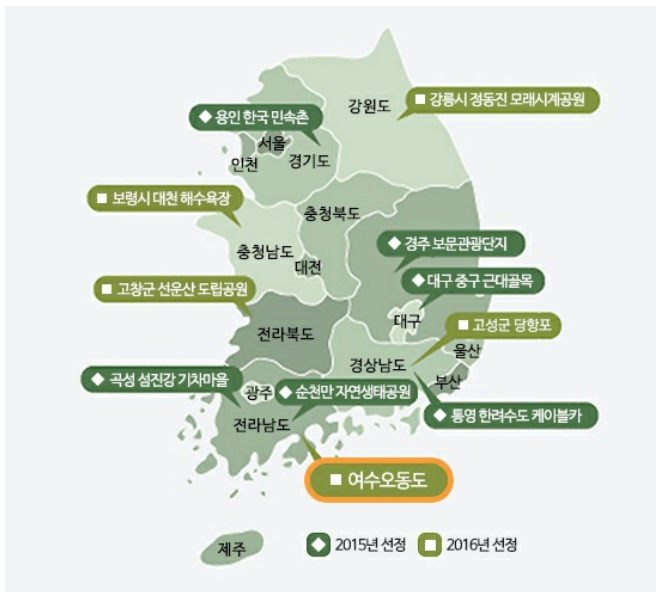 강원도
■ 강릉시 정동진 모래시계공원
◆ 용인 한국 민속촌
서울
인천
경기도
■ 보령시 대천 해수욕장
충청북도
◆ 경주 보문관광단지
충청남도
대전
◆ 대구 중구 근대골목
■ 고창군 선운산 도립공원
대구
■ 고성군 당항포
전라북도
울산
경상남도
부산
◆ 곡성 섬진강 기차마을
광주
◆ 순천만 자연생태공원
◆ 통영 한려수도 케이블카
전라남도
■ 여수오동도
제주
◆ 2015년 선정
■ 2016년 선정